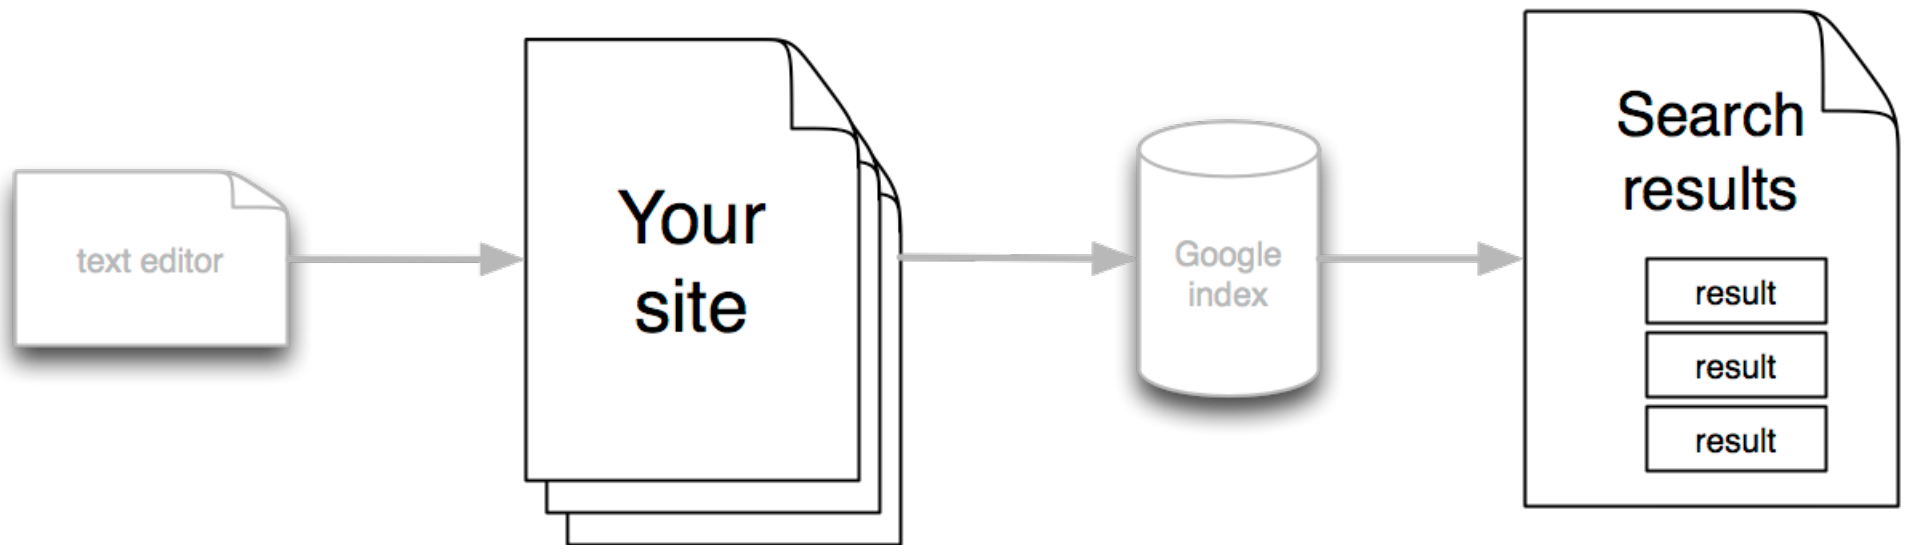 text editor
Your
site
Google
index
Search
results
result
result
result